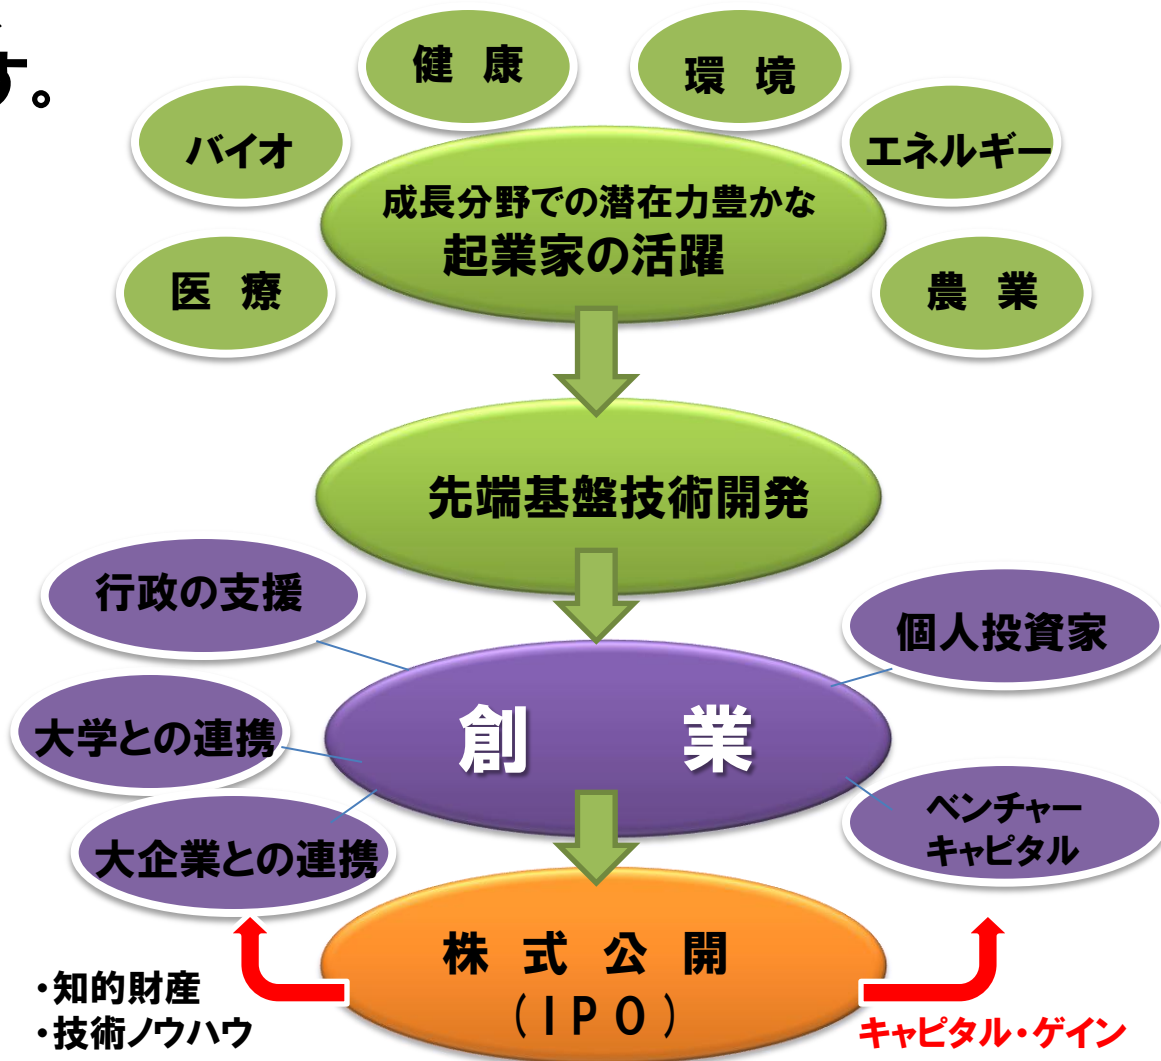 す。
健 康
環 境
バイオ
エネルギー
成長分野での潜在力豊かな
起業家の活躍
医 療
農 業
先端基盤技術開発
行政の支援
個人投資家
大学との連携
創 業
大企業との連携
ベンチャー
キャピタル
株 式 公 開
(ＩＰＯ)
・知的財産
・技術ノウハウ
キャピタル・ゲイン